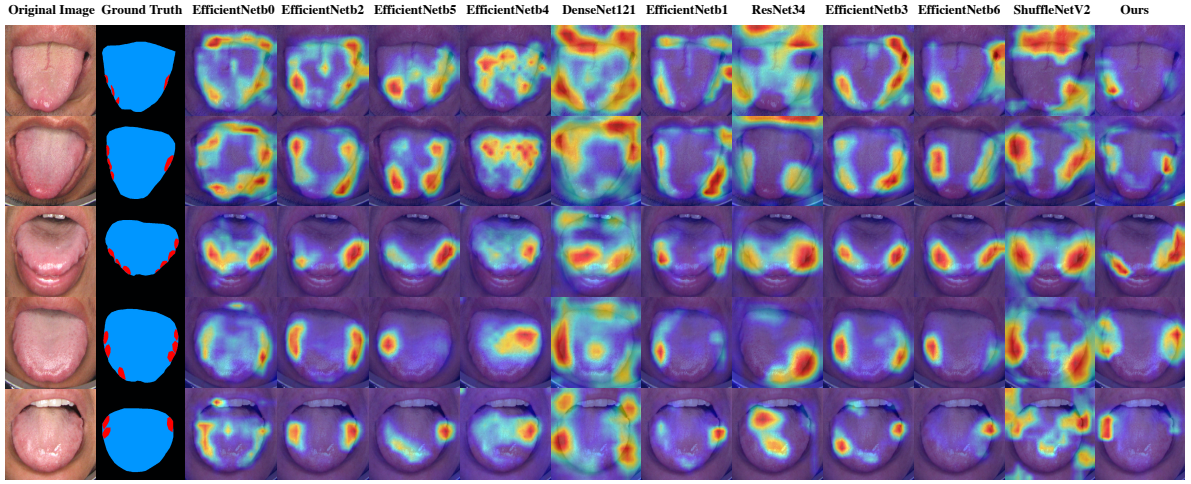 Original Image Ground Truth EfficientNetb0 EfficientNetb2 EfficientNetb5 EfficientNetb4 DenseNet121 EfficientNetb1 ResNet34 EfficientNetb3 EfficientNetb6 ShuffleNetV2 Ours